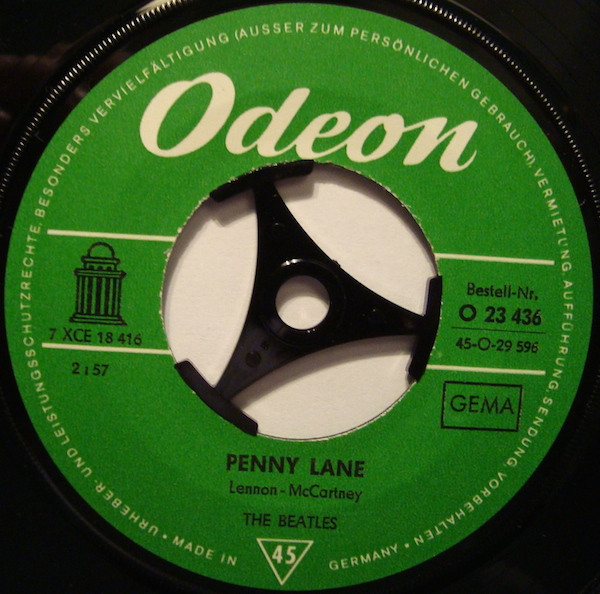 URHEBER- UND LEISTUNGSSCHUTZRECHTE, BESONDERS VERVIELFÄLTIGUNG (AUSSER ZUM PERSÖNLICHEN GEBRAUCH), VERMIETUNG, AUFFÜHRUNG, SENDUNG VORBEHALTEN
Odeon
7 XCE 18 416
2:57
Bestell-Nr.
O 23 436
45-O-29 596
GEMA
PENNY LANE
Lennon - McCartney
THE BEATLES
MADE IN
45
GERMANY